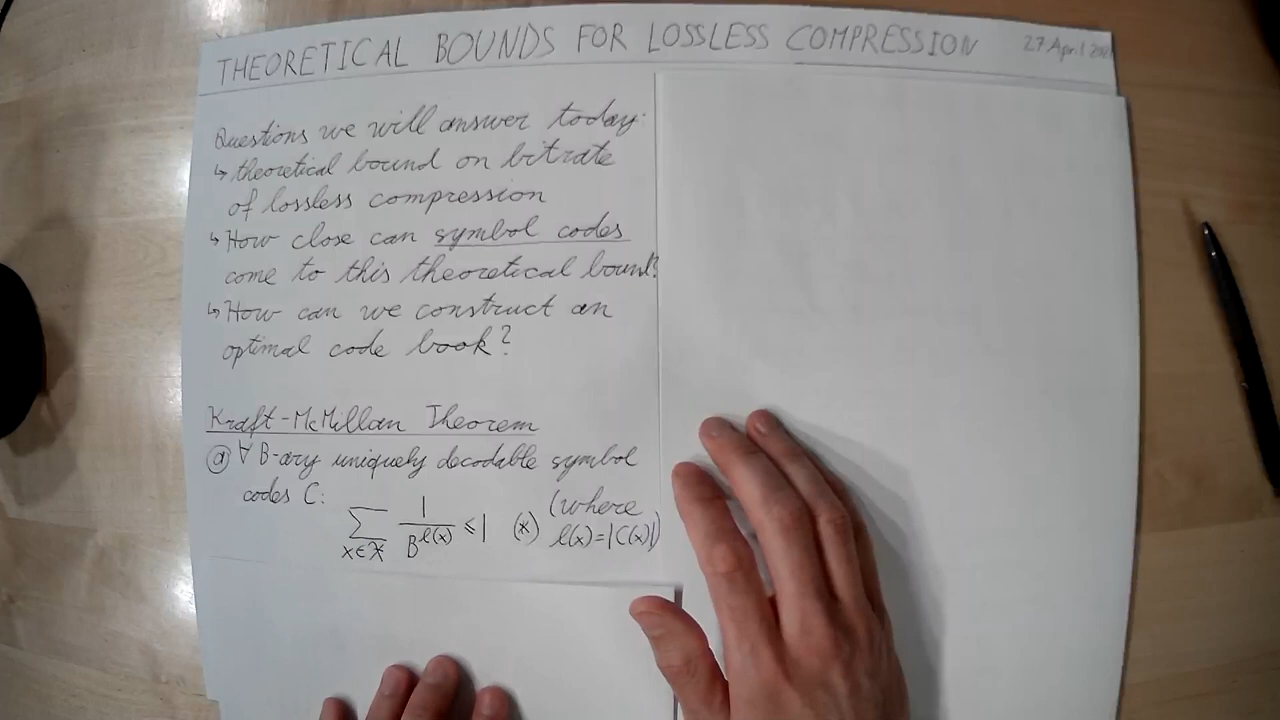 THEORETICAL BOUNDS FOR LOSSLESS COMPRESSION
27 April
Questions we will answer today:
↳ theoretical bound on bitrate
of lossless compression
↳ How close can symbol codes
come to this theoretical bound?
↳ How can we construct an
optimal code book?
Kraft-McMillan Theorem
ⓐ ∀ B-ary uniquely decodable symbol
codes C:
∑_{x∈𝔛} 1/B^{ℓ(x)} ≤ 1 (*) (where
ℓ(x)=|C(x)|)